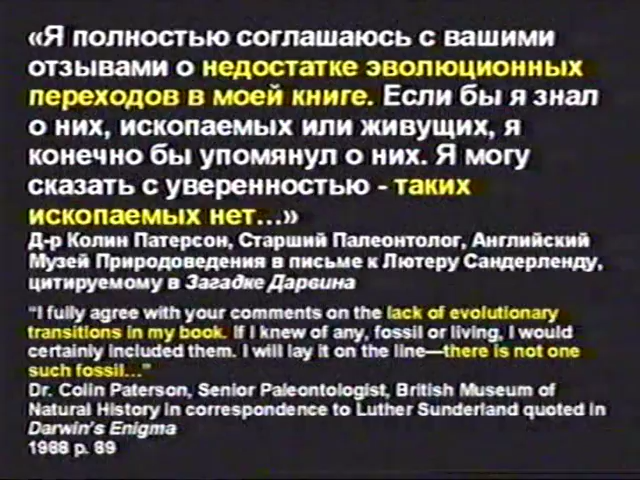 «Я полностью соглашаюсь с вашими
отзывами о недостатке эволюционных
переходов в моей книге. Если бы я знал
о них, ископаемых или живущих, я
конечно бы упомянул о них. Я могу
сказать с уверенностью - таких
ископаемых нет...»
Д-р Колин Патерсон, Старший Палеонтолог, Английский
Музей Природоведения в письме к Лютеру Сандерленду,
цитируемому в Загадке Дарвина
“I fully agree with your comments on the lack of evolutionary
transitions in my book. If I knew of any, fossil or living, I would
certainly included them. I will lay it on the line—there is not one
such fossil...”
Dr. Colin Paterson, Senior Paleontologist, British Museum of
Natural History in correspondence to Luther Sunderland quoted in
Darwin's Enigma
1988 p. 89